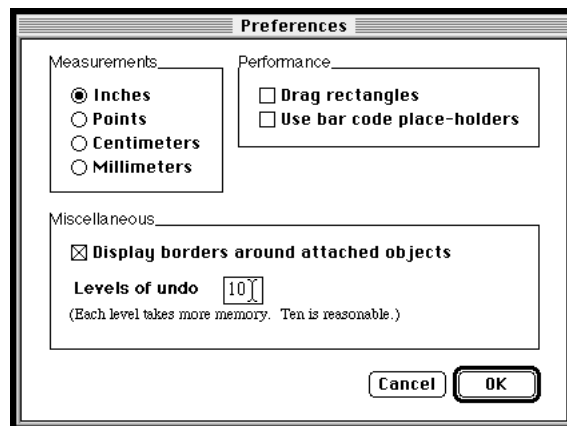 Preferences
Measurements
Inches
Points
Centimeters
Millimeters
Performance
Drag rectangles
Use bar code place-holders
Miscellaneous
Display borders around attached objects
Levels of undo 10
(Each level takes more memory. Ten is reasonable.)
Cancel OK